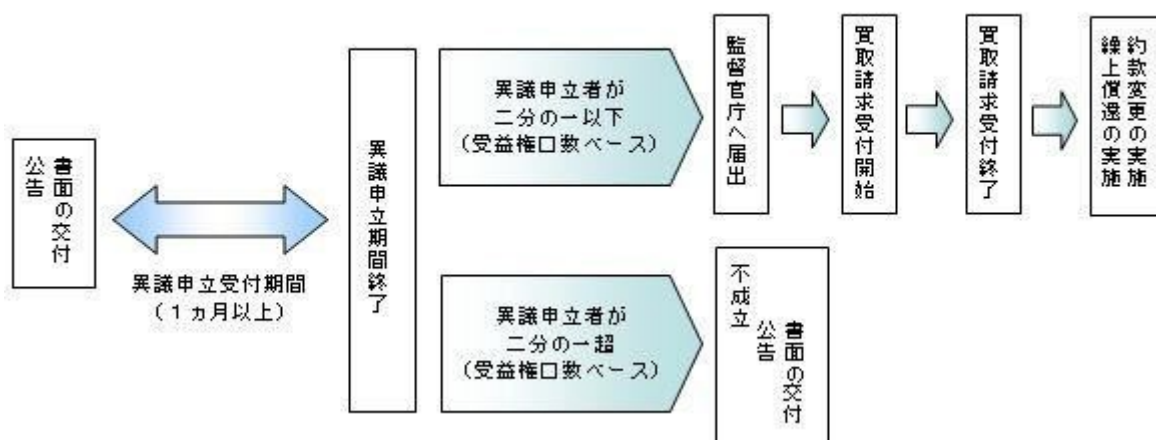 書面の交付
公告
異議申立受付期間
（１ヵ月以上）
異議申立期間終了
異議申立者が
二分の一以下
（受益権口数ベース）
監督官庁へ届出
買取請求受付開始
買取請求受付終了
約款変更の実施
繰上償還の実施
異議申立者が
二分の一超
（受益権口数ベース）
不成立
書面の交付
公告